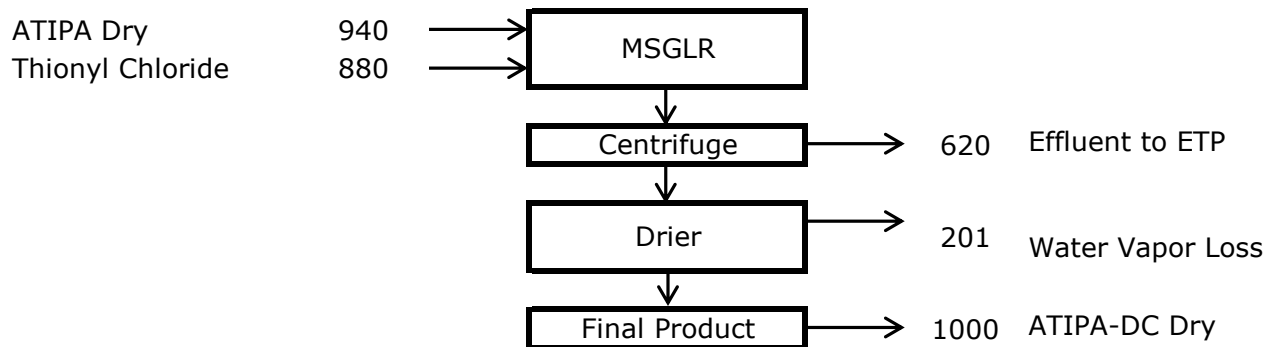 ATIPA Dry 940
Thionyl Chloride 880
MSGLR
Centrifuge
620 Effluent to ETP
Drier
201 Water Vapor Loss
Final Product
1000 ATIPA-DC Dry